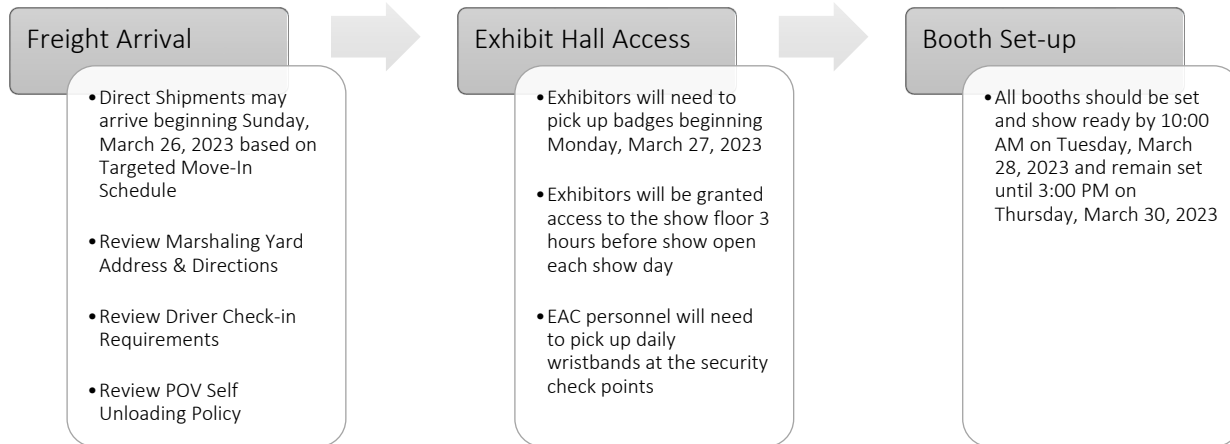 Freight Arrival
•Direct Shipments may
arrive beginning Sunday,
March 26, 2023 based on
Targeted Move-In
Schedule
•Review Marshaling Yard
Address & Directions
•Review Driver Check-in
Requirements
•Review POV Self
Unloading Policy
Exhibit Hall Access
•Exhibitors will need to
pick up badges beginning
Monday, March 27, 2023
•Exhibitors will be granted
access to the show floor 3
hours before show open
each show day
•EAC personnel will need
to pick up daily
wristbands at the security
check points
Booth Set-up
•All booths should be set
and show ready by 10:00
AM on Tuesday, March
28, 2023 and remain set
until 3:00 PM on
Thursday, March 30, 2023